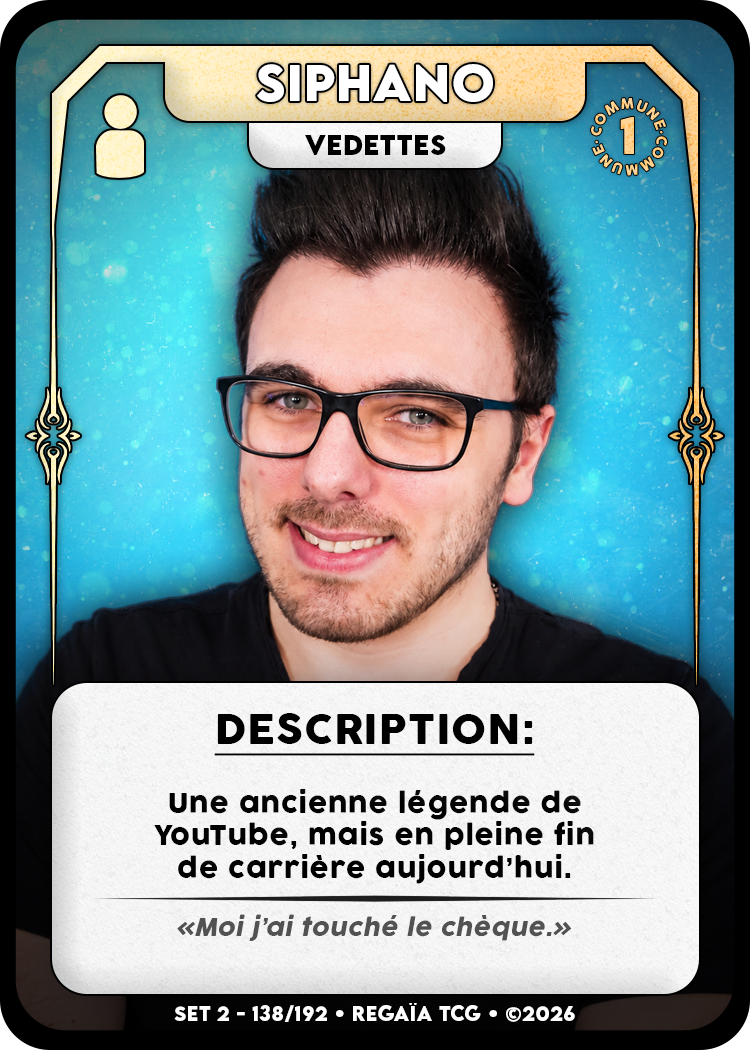 SIPHANO
VEDETTES
COMMUNE · COMMUNE ·
1
DESCRIPTION:
Une ancienne légende de
YouTube, mais en pleine fin
de carrière aujourd’hui.
«Moi j’ai touché le chèque.»
SET 2 - 138/192 • REGAÏA TCG • ©2026